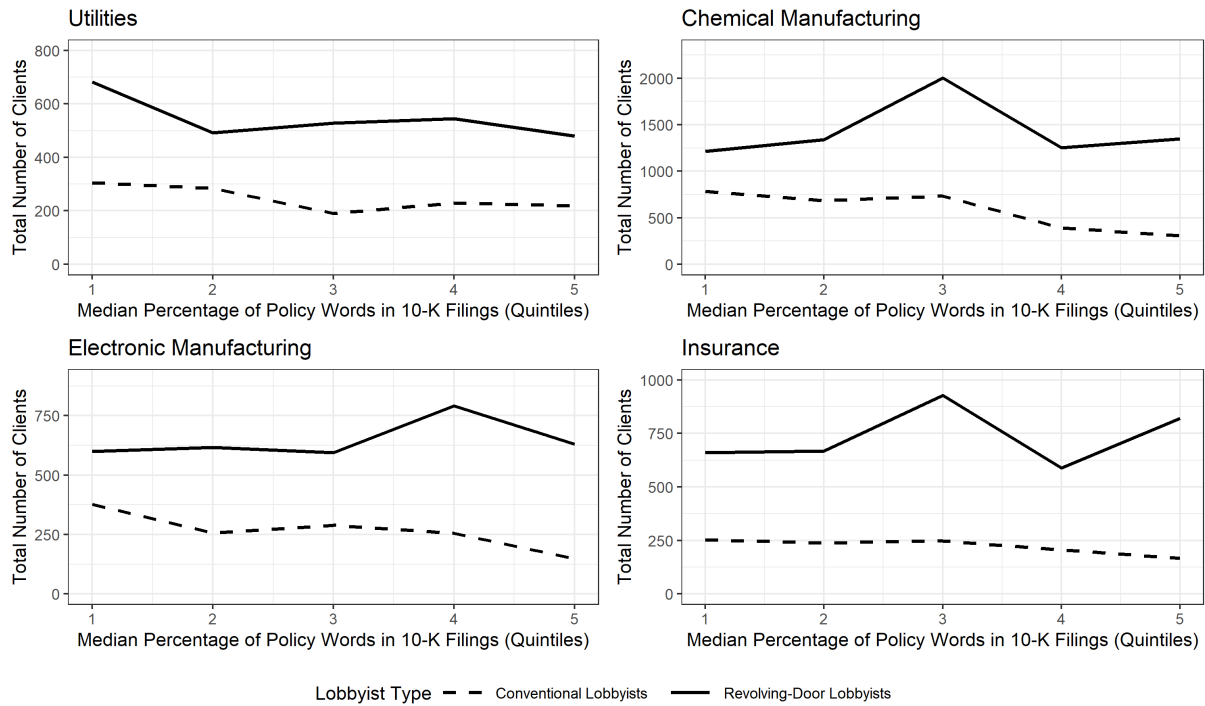 Utilities
Total Number of Clients
800
600
400
200
0
1 2 3 4 5
Median Percentage of Policy Words in 10-K Filings (Quintiles)
Chemical Manufacturing
Total Number of Clients
2000
1500
1000
500
0
1 2 3 4 5
Median Percentage of Policy Words in 10-K Filings (Quintiles)
Electronic Manufacturing
Total Number of Clients
750
500
250
0
1 2 3 4 5
Median Percentage of Policy Words in 10-K Filings (Quintiles)
Insurance
Total Number of Clients
1000
750
500
250
0
1 2 3 4 5
Median Percentage of Policy Words in 10-K Filings (Quintiles)
Lobbyist Type Conventional Lobbyists Revolving-Door Lobbyists